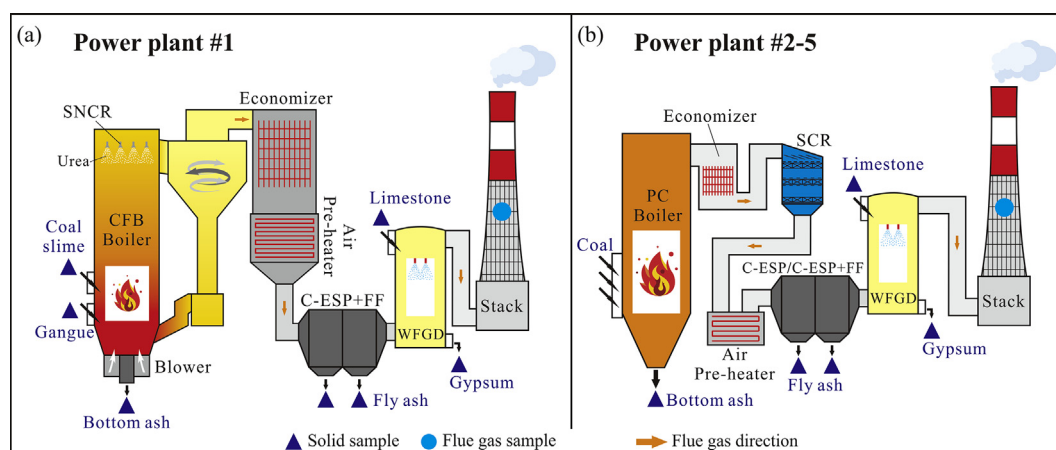 (a)
Power plant #1
SNCR
Urea
CFB
Boiler
Coal
slime
Gangue
Blower
Bottom ash
Economizer
Air
Pre-heater
C-ESP+FF
Fly ash
Limestone
WFGD
Gypsum
Stack
(b)
Power plant #2-5
PC
Boiler
Coal
Bottom ash
Economizer
SCR
Air
Pre-heater
C-ESP/C-ESP+FF
Fly ash
Limestone
WFGD
Gypsum
Stack
Solid sample
Flue gas sample
Flue gas direction